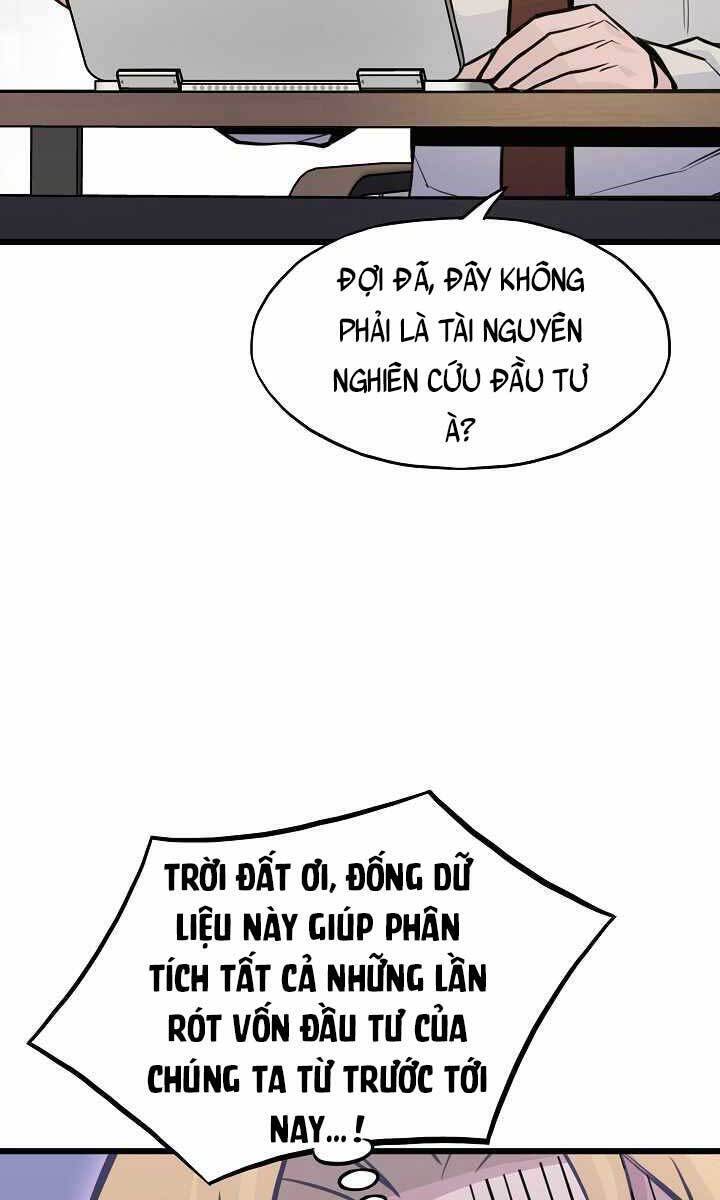 ĐỢI ĐÃ, ĐÂY KHÔNG
PHẢI LÀ TÀI NGUYÊN
NGHIÊN CỨU ĐẦU TƯ
À?
TRỜI ĐẤT ƠI, ĐỐNG DỮ
LIỆU NÀY GIÚP PHÂN
TÍCH TẤT CẢ NHỮNG LẦN
RÓT VỐN ĐẦU TƯ CỦA
CHÚNG TA TỪ TRƯỚC TỚI
NAY...!